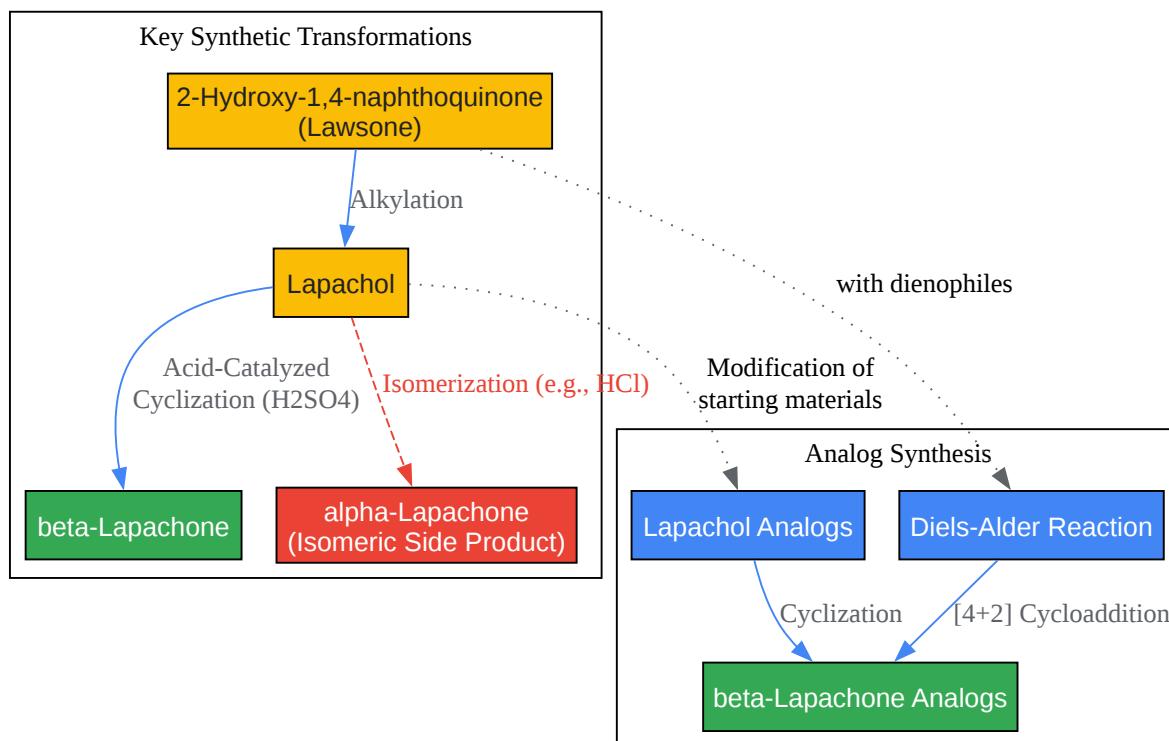 Key Synthetic Transformations
2-Hydroxy-1,4-naphthoquinone
(Lawsone)
Alkylation
Lapachol
with dienophiles
Acid-Catalyzed
Cyclization (H2SO4)
Isomerization (e.g., HCl)
Modification of
starting materials
Analog Synthesis
beta-Lapachone
alpha-Lapachone
(Isomeric Side Product)
Lapachol Analogs
Diels-Alder Reaction
Cyclization
[4+2] Cycloaddition
beta-Lapachone Analogs